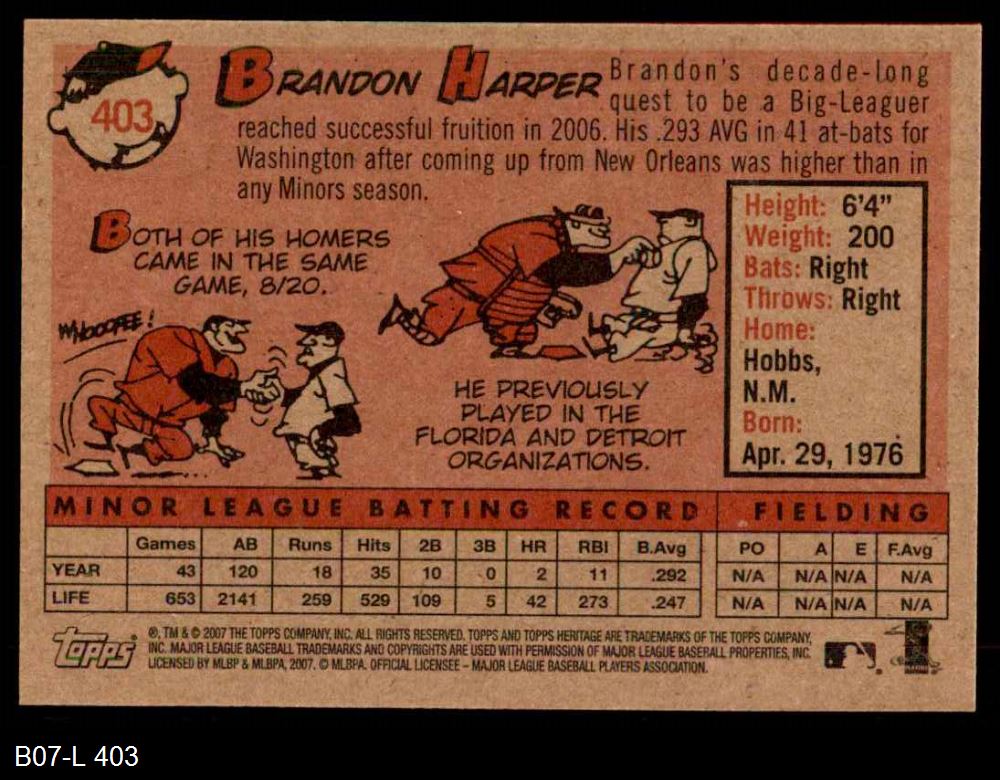 403
BRANDON HARPER
Brandon's decade-long
quest to be a Big-Leaguer
reached successful fruition in 2006. His .293 AVG in 41 at-bats for
Washington after coming up from New Orleans was higher than in
any Minors season.
BOTH OF HIS HOMERS
CAME IN THE SAME
GAME, 8/20.
WHOOOPEE!
HE PREVIOUSLY
PLAYED IN THE
FLORIDA AND DETROIT
ORGANIZATIONS.
Height: 6'4"
Weight: 200
Bats: Right
Throws: Right
Home:
Hobbs,
N.M.
Born:
Apr. 29, 1976
MINOR LEAGUE BATTING RECORD FIELDING
Games AB Runs Hits 2B 3B HR RBI B.Avg PO A E F.Avg
YEAR 43 120 18 35 10 0 2 11 .292 N/A N/A N/A N/A
LIFE 653 2141 259 529 109 5 42 273 .247 N/A N/A N/A N/A
Topps
®, TM & © 2007 THE TOPPS COMPANY, INC. ALL RIGHTS RESERVED. TOPPS AND TOPPS HERITAGE ARE TRADEMARKS OF THE TOPPS COMPANY,
INC. MAJOR LEAGUE BASEBALL TRADEMARKS AND COPYRIGHTS ARE USED WITH PERMISSION OF MAJOR LEAGUE BASEBALL PROPERTIES, INC.
LICENSED BY MLBP & MLBPA, 2007. © MLBPA. OFFICIAL LICENSEE – MAJOR LEAGUE BASEBALL PLAYERS ASSOCIATION.
B07-L 403